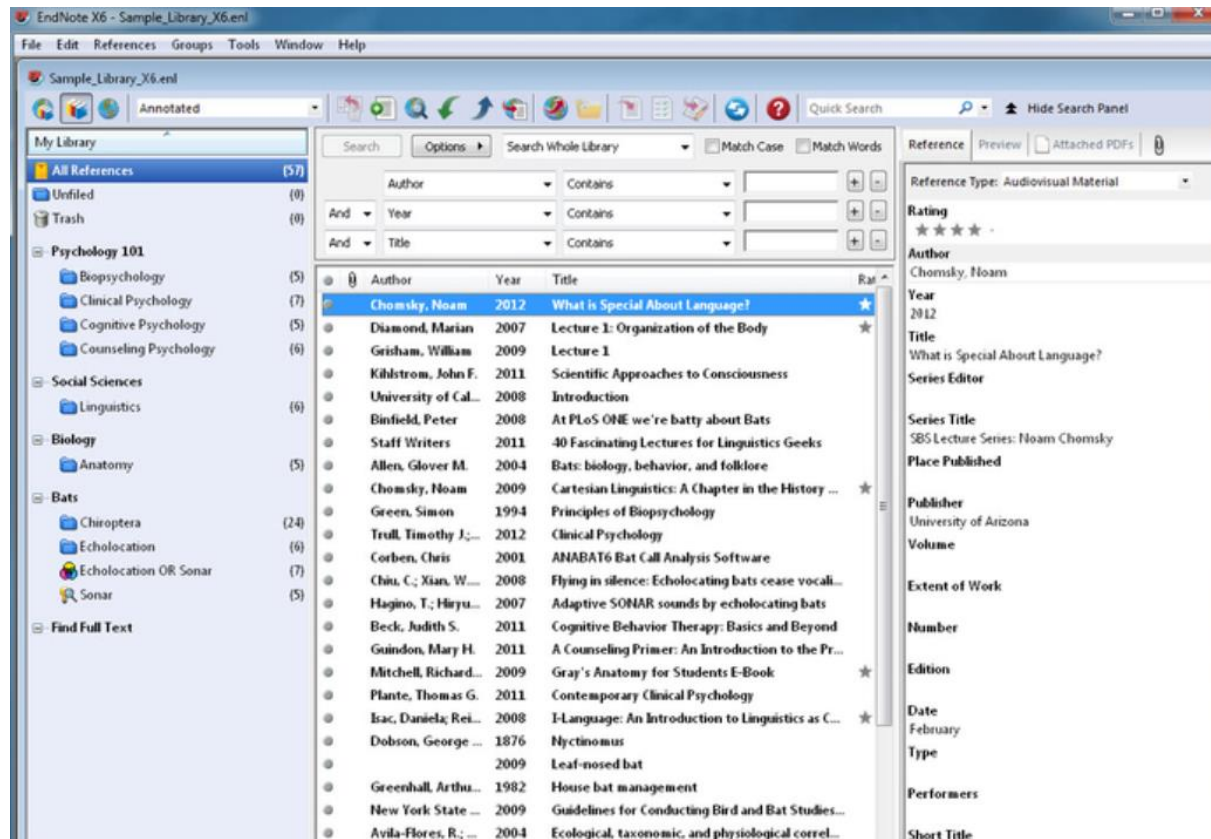 EndNote X6 - Sample_Library_X6.enl
File Edit References Groups Tools Window Help
Sample_Library_X6.enl
Annotated
Quick Search
Hide Search Panel
My Library
All References (57)
Unfiled (0)
Trash (0)
Psychology 101
Biopsychology (5)
Clinical Psychology (7)
Cognitive Psychology (5)
Counseling Psychology (6)
Social Sciences
Linguistics (6)
Biology
Anatomy (5)
Bats
Chiroptera (24)
Echolocation (6)
Echolocation OR Sonar (7)
Sonar (5)
Find Full Text
Search Options Search Whole Library Match Case Match Words
Author Contains
And Year Contains
And Title Contains
Author Year Title Rat
Chomsky, Noam 2012 What is Special About Language?
Diamond, Marian 2007 Lecture 1: Organization of the Body
Grisham, William 2009 Lecture 1
Kihlstrom, John F. 2011 Scientific Approaches to Consciousness
University of Cal... 2008 Introduction
Binfield, Peter 2008 At PLoS ONE we're batty about Bats
Staff Writers 2011 40 Fascinating Lectures for Linguistics Geeks
Allen, Glover M. 2004 Bats: biology, behavior, and folklore
Chomsky, Noam 2009 Cartesian Linguistics: A Chapter in the History ...
Green, Simon 1994 Principles of Biopsychology
Trull, Timothy J.;... 2012 Clinical Psychology
Corben, Chris 2001 ANABAT6 Bat Call Analysis Software
Chiu, C.; Xian, W.... 2008 Flying in silence: Echolocating bats cease vocali...
Hagino, T.; Hiryu... 2007 Adaptive SONAR sounds by echolocating bats
Beck, Judith S. 2011 Cognitive Behavior Therapy: Basics and Beyond
Guindon, Mary H. 2011 A Counseling Primer: An Introduction to the Pr...
Mitchell, Richard... 2009 Gray's Anatomy for Students E-Book
Plante, Thomas G. 2011 Contemporary Clinical Psychology
Isac, Daniela; Rei... 2008 I-Language: An Introduction to Linguistics as C...
Dobson, George ... 1876 Nyctinomus
2009 Leaf-nosed bat
Greenhall, Arthu... 1982 House bat management
New York State ... 2009 Guidelines for Conducting Bird and Bat Studies...
Avila-Flores, R.; ... 2004 Ecological, taxonomic, and physiological correl...
Reference Preview Attached PDFs
Reference Type: Audiovisual Material
Rating
Author
Chomsky, Noam
Year
2012
Title
What is Special About Language?
Series Editor
Series Title
SBS Lecture Series: Noam Chomsky
Place Published
Publisher
University of Arizona
Volume
Extent of Work
Number
Edition
Date
February
Type
Performers
Short Title